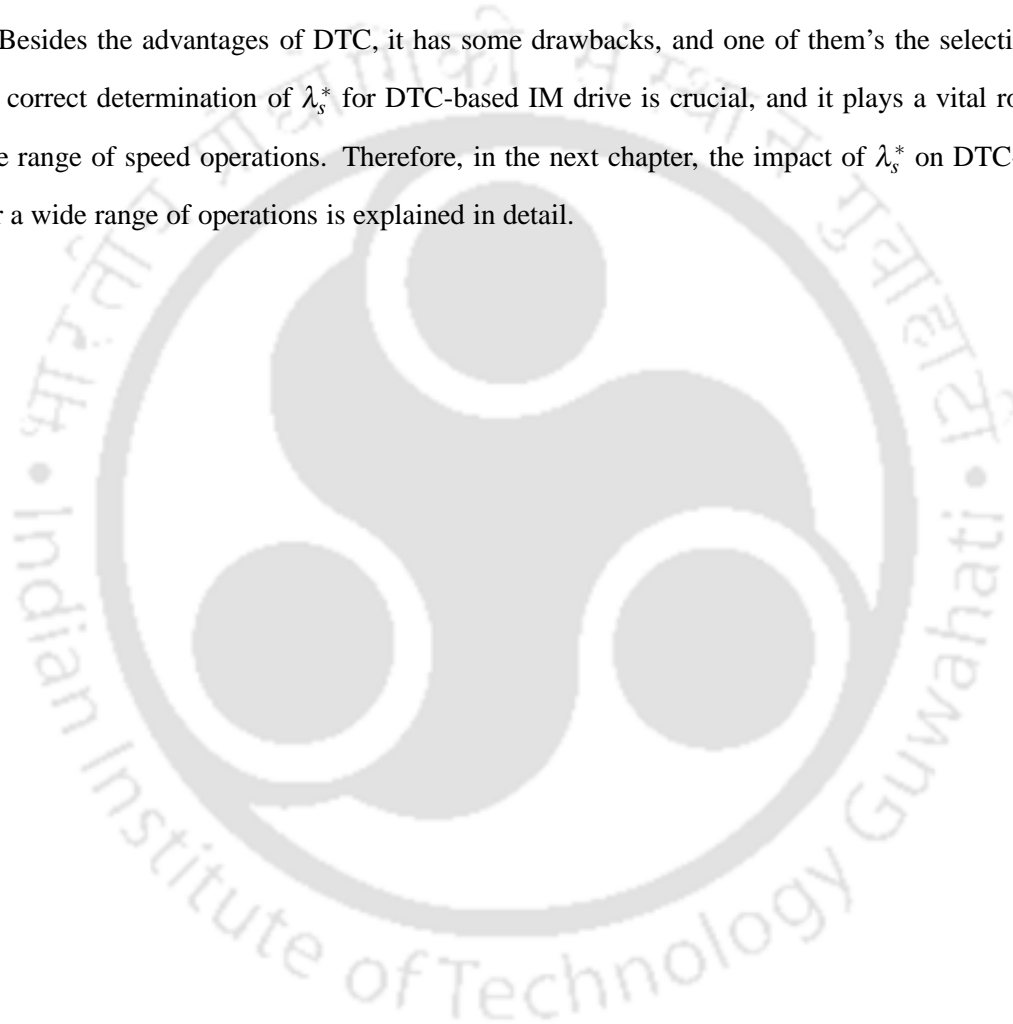 Besides the advantages of DTC, it has some drawbacks, and one of them's the selecti
correct determination of λs* for DTC-based IM drive is crucial, and it plays a vital ro
e range of speed operations. Therefore, in the next chapter, the impact of λs* on DTC-
r a wide range of operations is explained in detail.
भारतीय प्रौद्योगिकी संस्थान गुवाहाटी
Indian Institute of Technology Guwahati